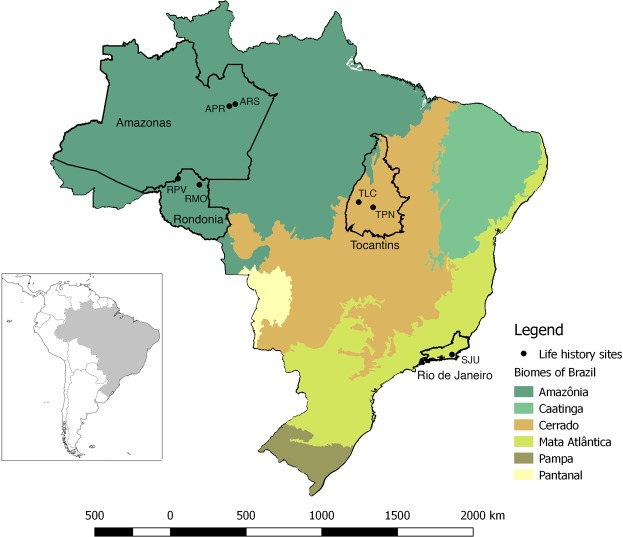 APR
ARS
Amazonas
RPV
RMO
Rondonia
TLC
TPN
Tocantins
SJU
Rio de Janeiro
Legend
Life history sites
Biomes of Brazil
Amazônia
Caatinga
Cerrado
Mata Atlântica
Pampa
Pantanal
500 0 500 1000 1500 2000 km